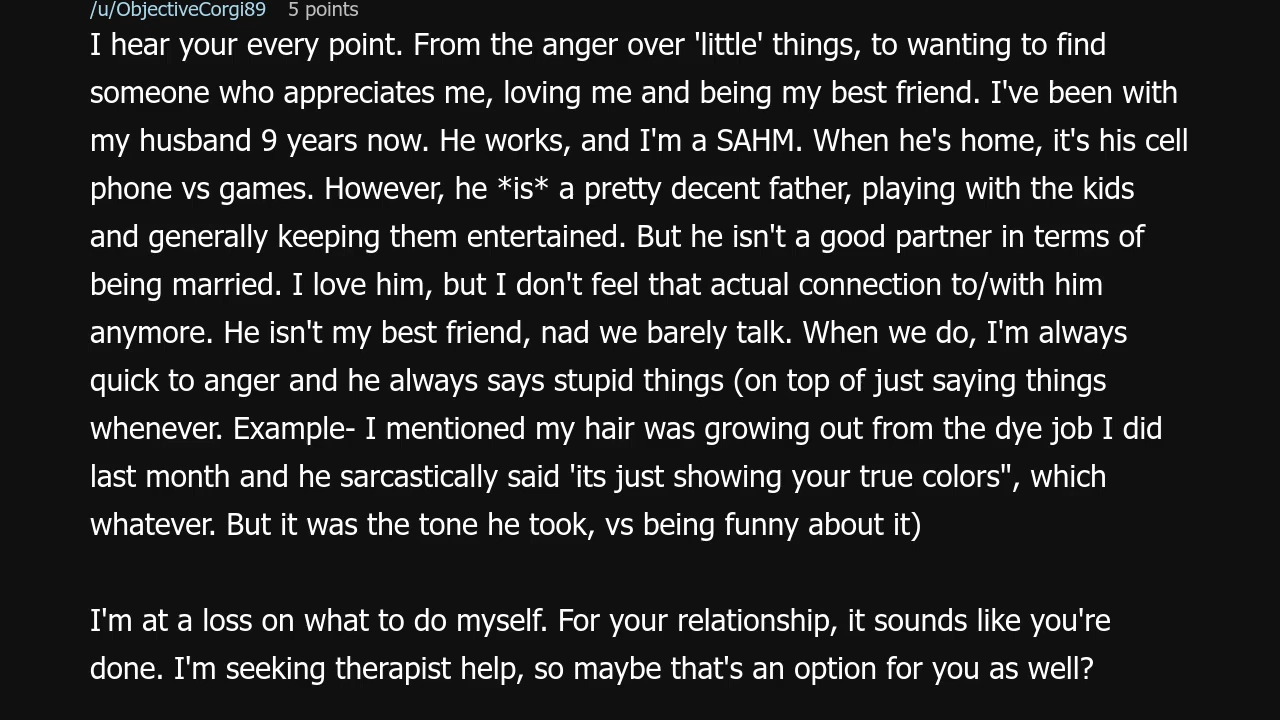 /u/ObjectiveCorgi89 5 points
I hear your every point. From the anger over 'little' things, to wanting to find
someone who appreciates me, loving me and being my best friend. I've been with
my husband 9 years now. He works, and I'm a SAHM. When he's home, it's his cell
phone vs games. However, he *is* a pretty decent father, playing with the kids
and generally keeping them entertained. But he isn't a good partner in terms of
being married. I love him, but I don't feel that actual connection to/with him
anymore. He isn't my best friend, nad we barely talk. When we do, I'm always
quick to anger and he always says stupid things (on top of just saying things
whenever. Example- I mentioned my hair was growing out from the dye job I did
last month and he sarcastically said 'its just showing your true colors", which
whatever. But it was the tone he took, vs being funny about it)
I'm at a loss on what to do myself. For your relationship, it sounds like you're
done. I'm seeking therapist help, so maybe that's an option for you as well?